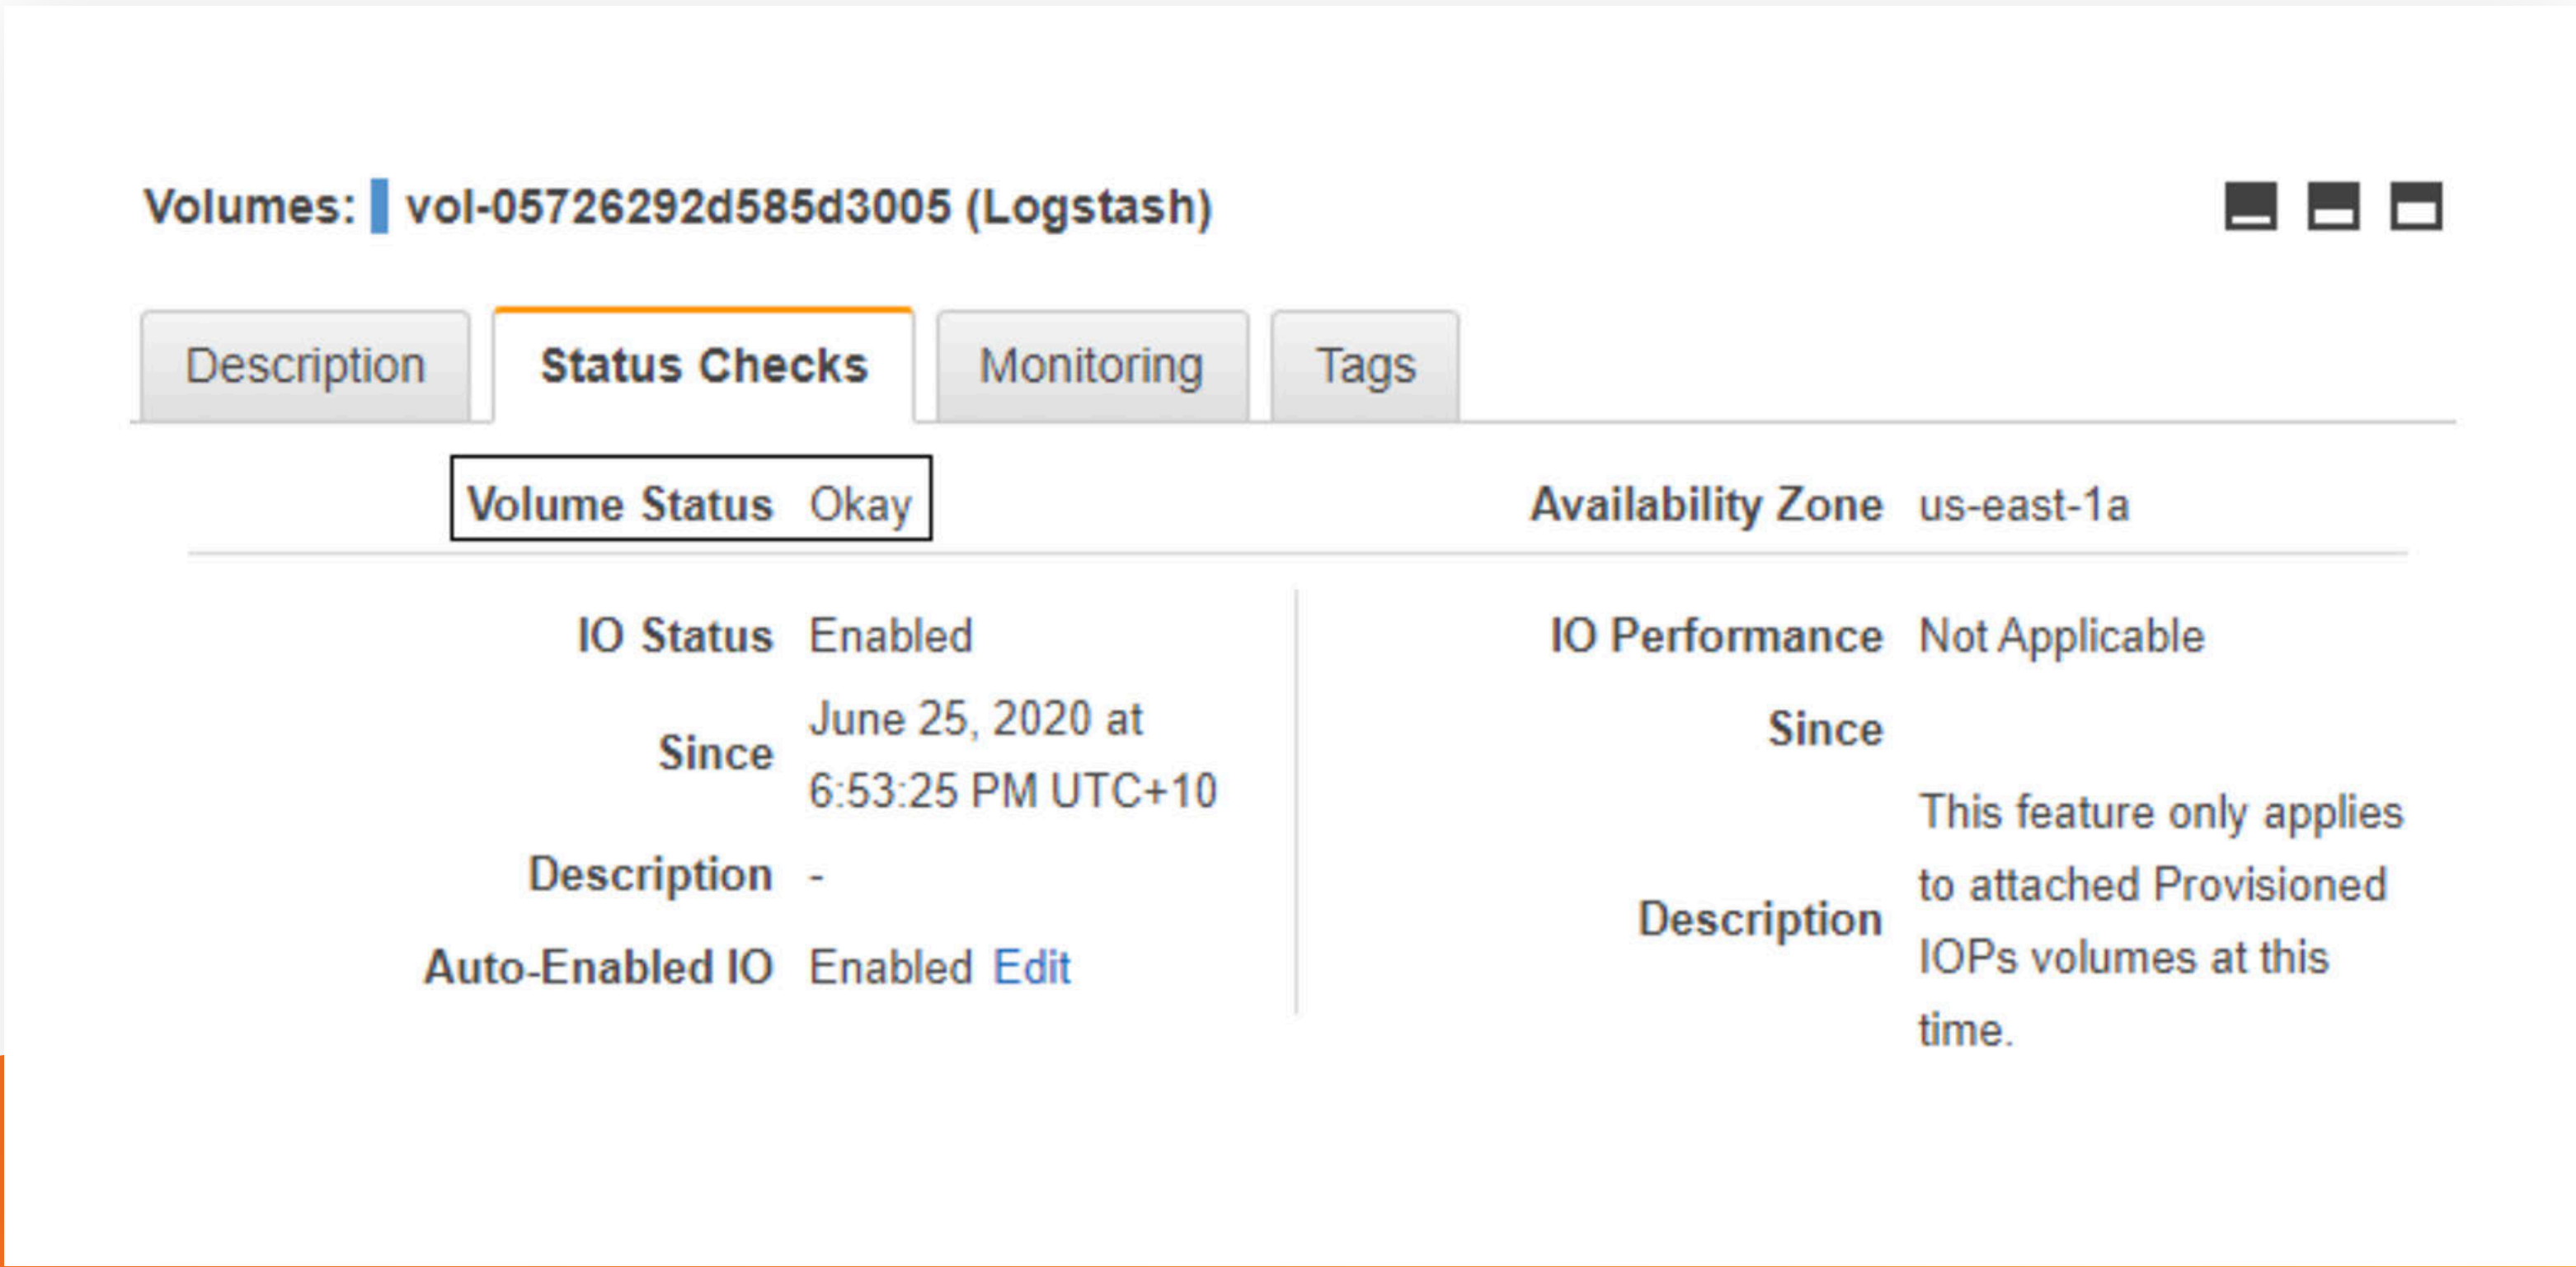 Volumes: vol-05726292d585d3005 (Logstash)
Description Status Checks Monitoring Tags
Volume Status Okay
Availability Zone us-east-1a
IO Status Enabled
Since June 25, 2020 at
6:53:25 PM UTC+10
Description -
Auto-Enabled IO Enabled Edit
IO Performance Not Applicable
Since
Description This feature only applies
to attached Provisioned
IOPs volumes at this
time.